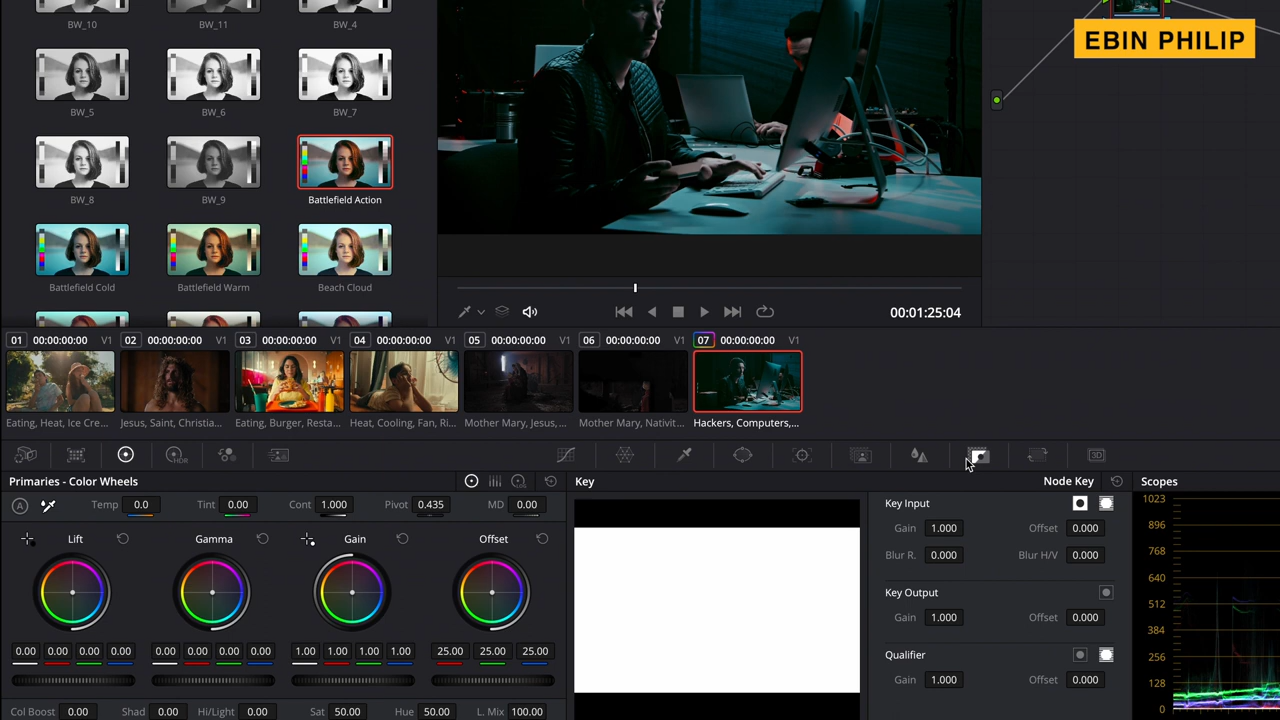 EBIN PHILIP
BW_10 BW_11 BW_4
BW_5 BW_6 BW_7
BW_8 BW_9 Battlefield Action
Battlefield Cold Battlefield Warm Beach Cloud
00:01:25:04
01 00:00:00:00 V1 02 00:00:00:00 V1 03 00:00:00:00 V1 04 00:00:00:00 V1 05 00:00:00:00 V1 06 00:00:00:00 V1 07 00:00:00:00 V1
Eating, Heat, Ice Cre... Jesus, Saint, Christia... Eating, Burger, Resta... Heat, Cooling, Fan, Ri... Mother Mary, Jesus,... Mother Mary, Nativit... Hackers, Computers,...
HDR 3D
Primaries - Color Wheels
A Temp 0.0 Tint 0.00 Cont 1.000 Pivot 0.435 MD 0.00
Lift Gamma Gain Offset
0.00 0.00 0.00 0.00 0.00 0.00 0.00 0.00 1.00 1.00 1.00 1.00 25.00 25.00 25.00
Col Boost 0.00 Shad 0.00 Hi/Light 0.00 Sat 50.00 Hue 50.00 Mix 100.00
Key Node Key
Key Input
Gain 1.000 Offset 0.000
Blur R. 0.000 Blur H/V 0.000
Key Output
Gain 1.000 Offset 0.000
Qualifier
Gain 1.000 Offset 0.000
Scopes
1023
896
768
640
512
384
256
128
0